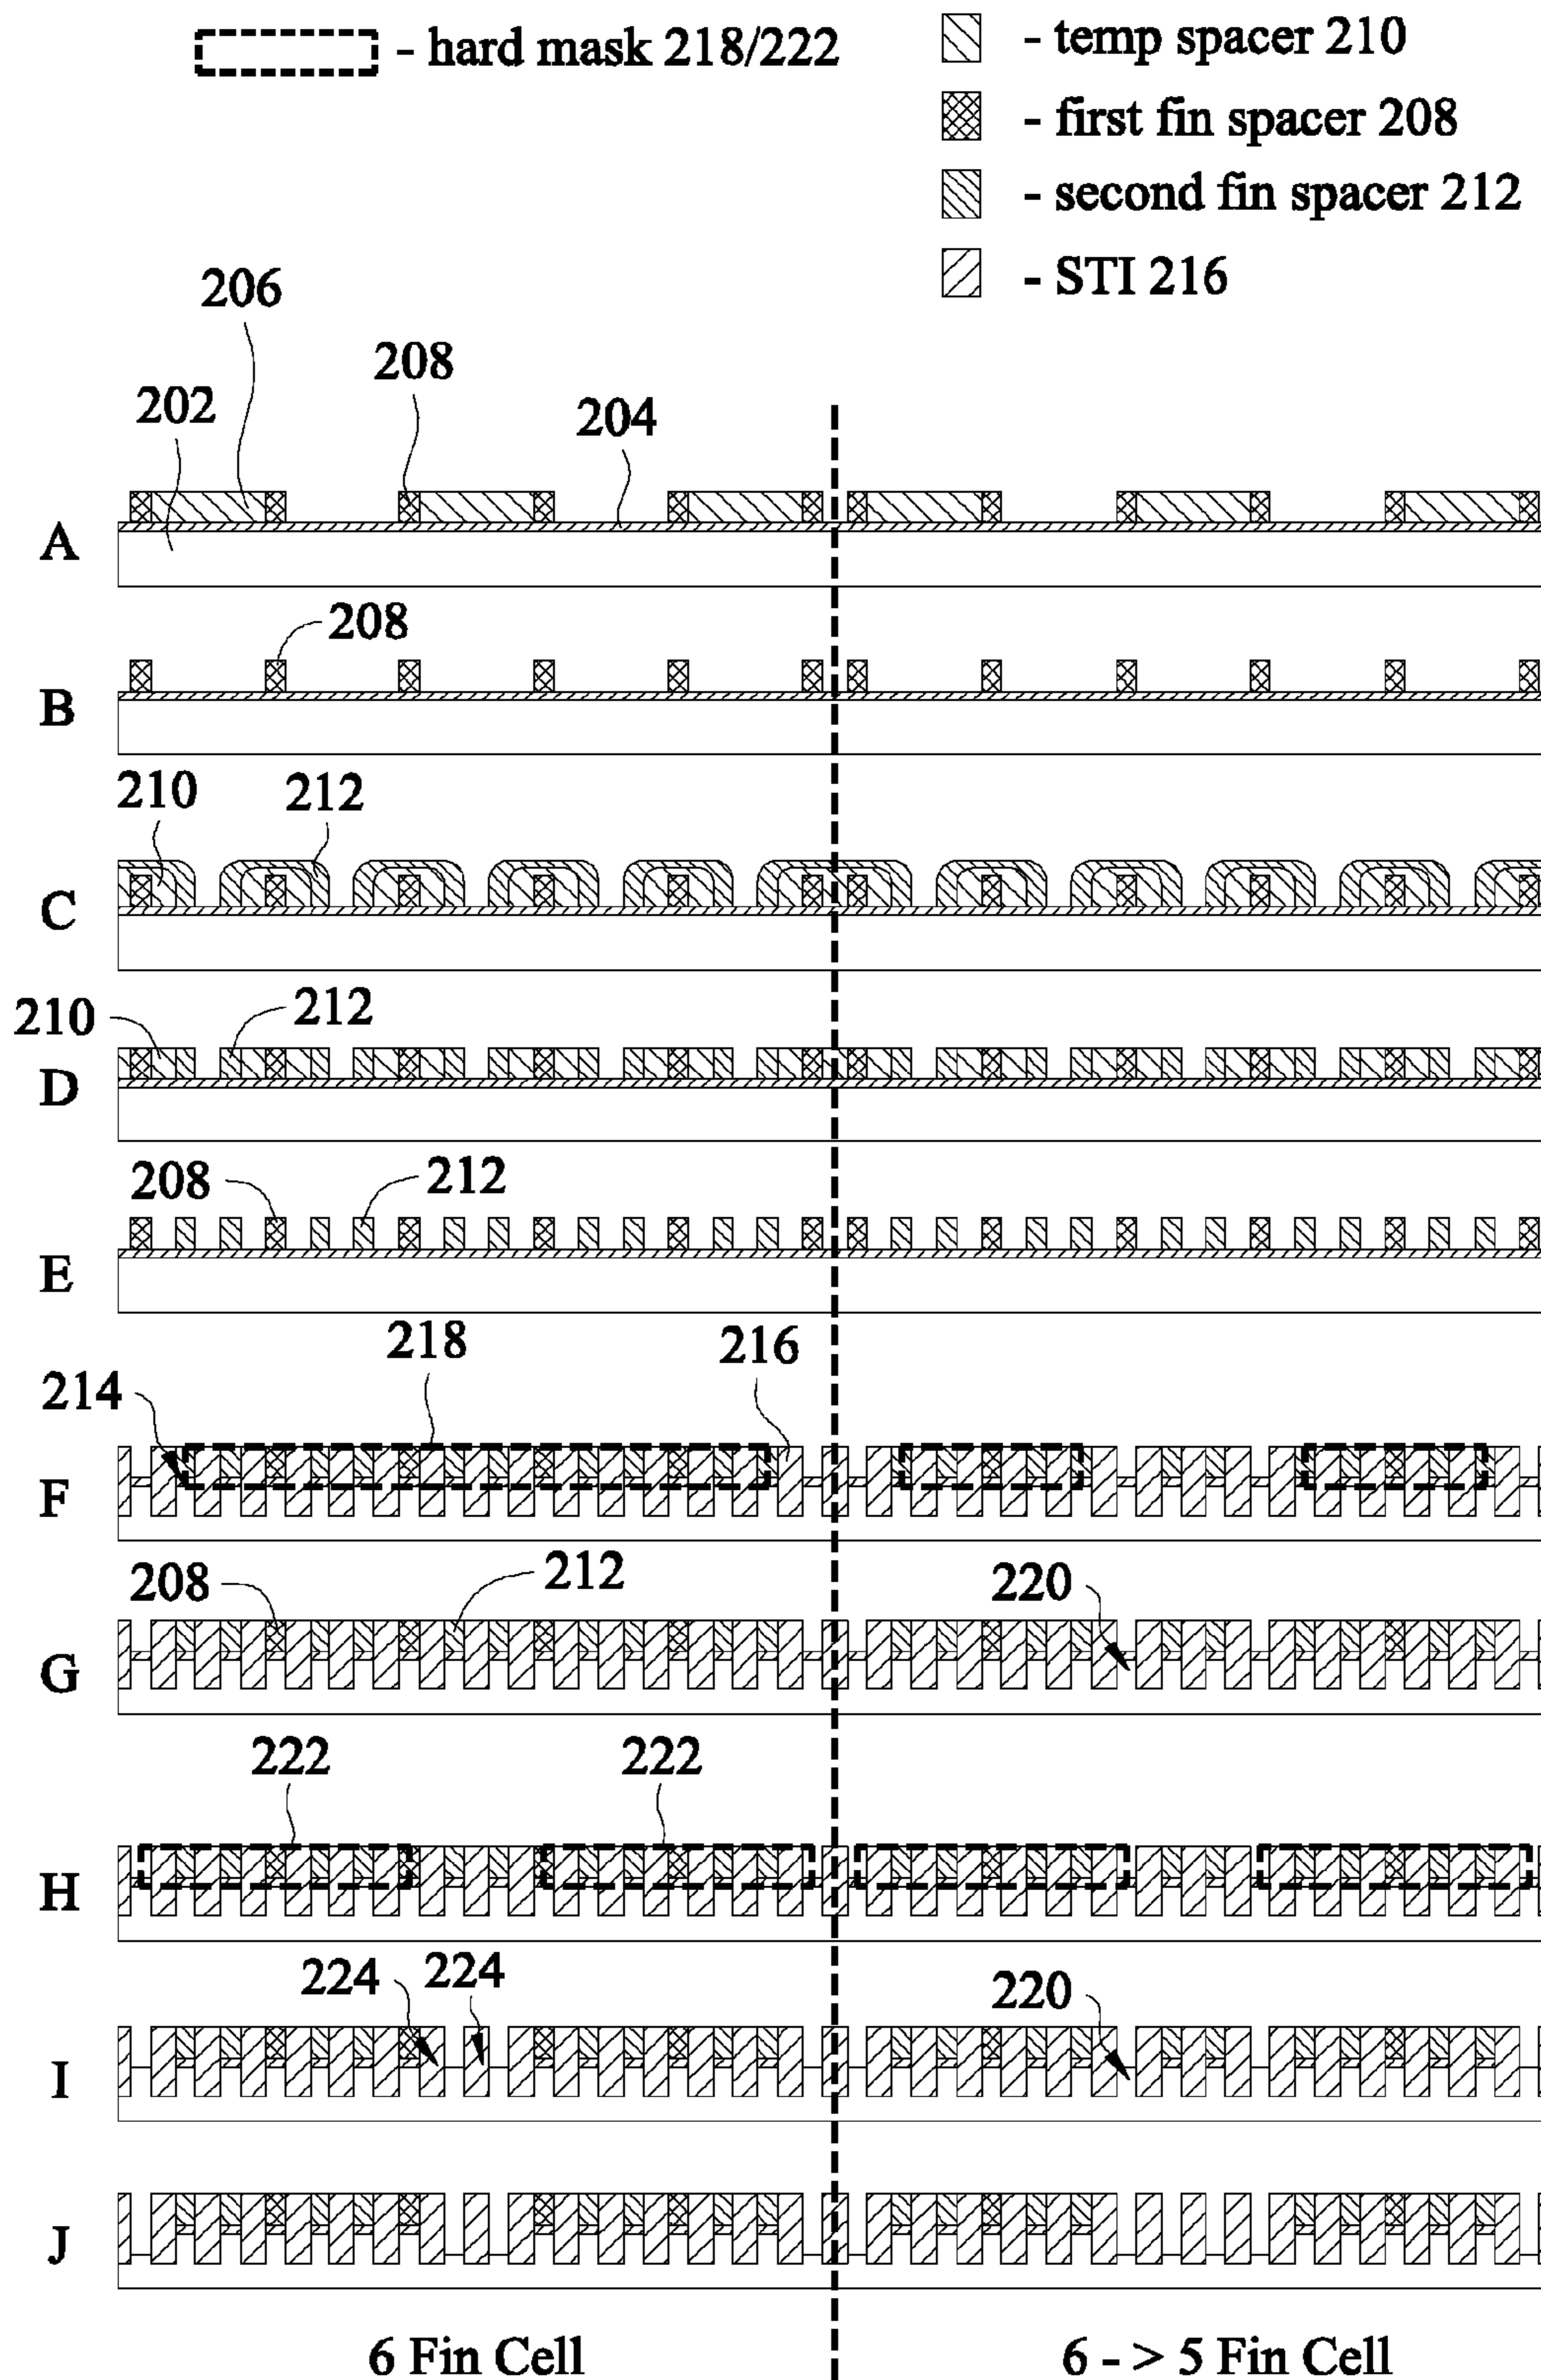 - hard mask 218/222
- temp spacer 210
- first fin spacer 208
- second fin spacer 212
- STI 216
206
208
202
204
A
208
B
210
212
C
210
212
D
208
212
E
218
216
214
F
208
212
220
G
222
222
H
224
224
220
I
J
6 Fin Cell
6 - > 5 Fin Cell